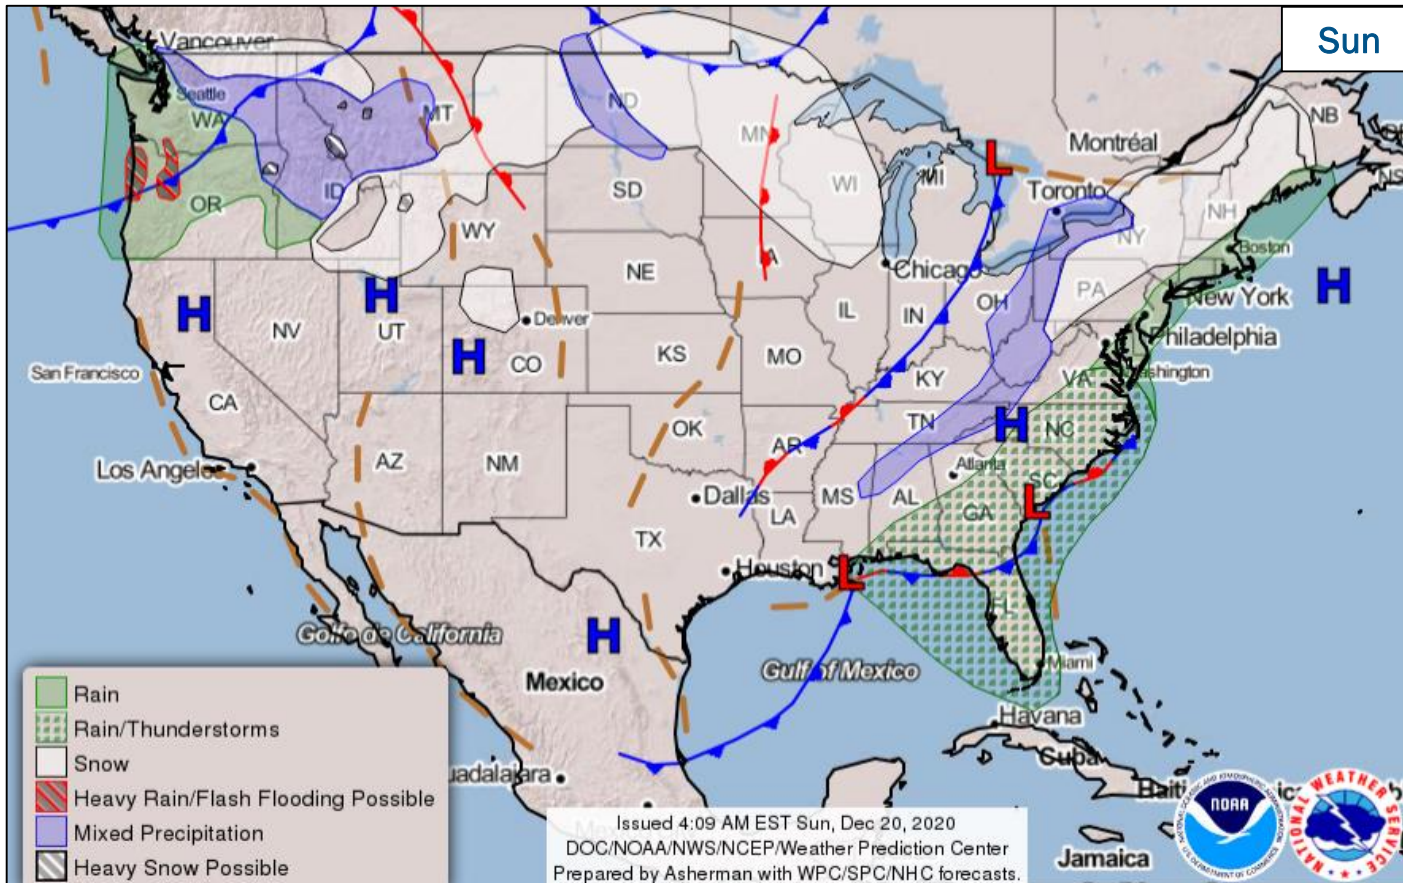 Sun
Vancouver
Seattle
WA
MT
ND
MN
Montréal
NB
NS
OR
ID
SD
WI
MI
Toronto
NH
NY
Boston
WY
NE
IA
Chicago
PA
New York
H
H
H
L
H
NV
UT
Denver
CO
KS
MO
IL
IN
OH
Philadelphia
Washington
San Francisco
CA
KY
VA
Los Angeles
AZ
NM
OK
AR
TN
H
NC
Atlanta
SC
Dallas
LA
MS
AL
GA
L
TX
Houston
L
FL
Golfo de California
H
Mexico
Gulf of Mexico
Miami
Havana
Cuba
Jamaica
Rain
Rain/Thunderstorms
Snow
Heavy Rain/Flash Flooding Possible
Mixed Precipitation
Heavy Snow Possible
Issued 4:09 AM EST Sun, Dec 20, 2020
DOC/NOAA/NWS/NCEP/Weather Prediction Center
Prepared by Asherman with WPC/SPC/NHC forecasts.
NOAA
NATIONAL WEATHER SERVICE